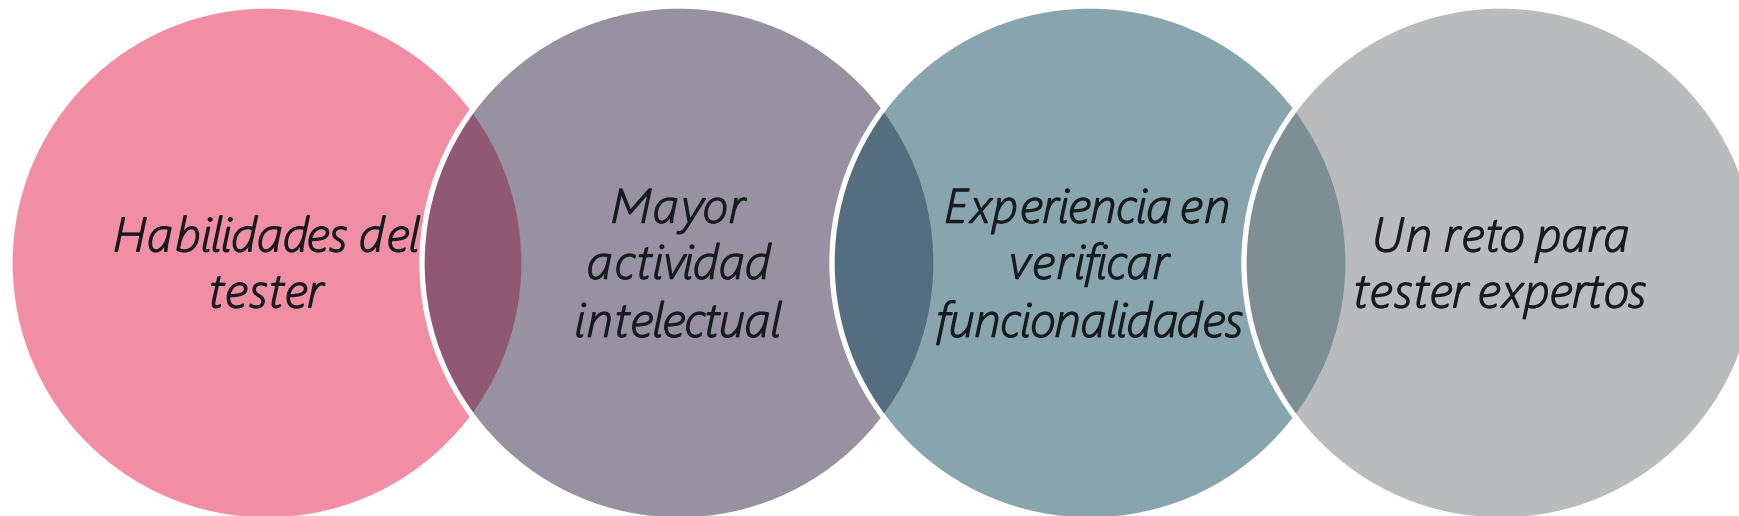 Habilidades del
tester
Mayor
actividad
intelectual
Experiencia en
verificar
funcionalidades
Un reto para
tester expertos